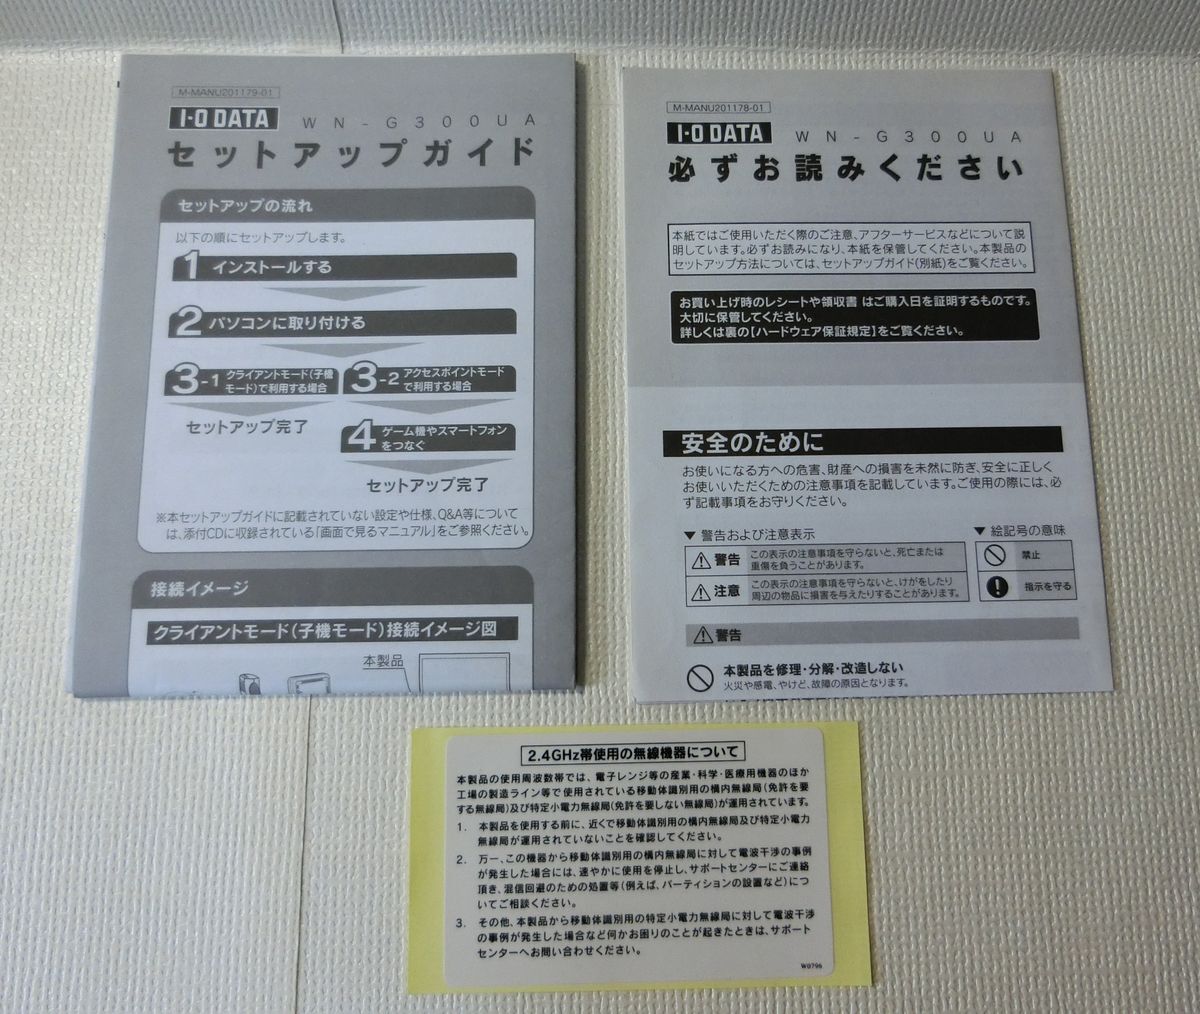 M-MANU201179-01
I-O DATA WN-G300UA
セットアップガイド
セットアップの流れ
以下の順にセットアップします。
1 インストールする
2 パソコンに取り付ける
3-1 クライアントモード(子機
モード)で利用する場合
セットアップ完了
3-2 アクセスポイントモード
で利用する場合
4 ゲーム機やスマートフォン
をつなぐ
セットアップ完了
※本セットアップガイドに記載されていない設定や仕様、Q&A等について
は、添付CDに収録されている「画面で見るマニュアル」をご参照ください。
接続イメージ
クライアントモード(子機モード)接続イメージ図
本製品
M-MANU201178-01
I-O DATA WN-G300UA
必ずお読みください
本紙ではご使用いただく際のご注意、アフターサービスなどについて説
明しています。必ずお読みになり、本紙を保管してください。本製品の
セットアップ方法については、セットアップガイド(別紙)をご覧ください。
お買い上げ時のレシートや領収書 はご購入日を証明するものです。
大切に保管してください。
詳しくは裏の【ハードウェア保証規定】をご覧ください。
安全のために
お使いになる方への危害、財産への損害を未然に防ぎ、安全に正しく
お使いいただくための注意事項を記載しています。ご使用の際には、必
ず記載事項をお守りください。
▼ 警告および注意表示
警告 この表示の注意事項を守らないと、死亡または
重傷を負うことがあります。
注意 この表示の注意事項を守らないと、けがをしたり
周辺の物品に損害を与えたりすることがあります。
▼ 絵記号の意味
禁止
指示を守る
警告
本製品を修理・分解・改造しない
火災や感電、やけど、故障の原因となります。
2.4GHz帯使用の無線機器について
本製品の使用周波数帯では、電子レンジ等の産業・科学・医療用機器のほか
工場の製造ライン等で使用されている移動体識別用の構内無線局(免許を要
する無線局)及び特定小電力無線局(免許を要しない無線局)が運用されています。
1. 本製品を使用する前に、近くで移動体識別用の構内無線局及び特定小電力
無線局が運用されていないことを確認してください。
2. 万一、この機器から移動体識別用の構内無線局に対して電波干渉の事例
が発生した場合には、速やかに使用を停止し、サポートセンターにご連絡
頂き、混信回避のための処置等(例えば、パーティションの設置など)につ
いてご相談ください。
3. その他、本製品から移動体識別用の特定小電力無線局に対して電波干渉
の事例が発生した場合など何かお困りのことが起きたときは、サポート
センターへお問い合わせください。
W0796